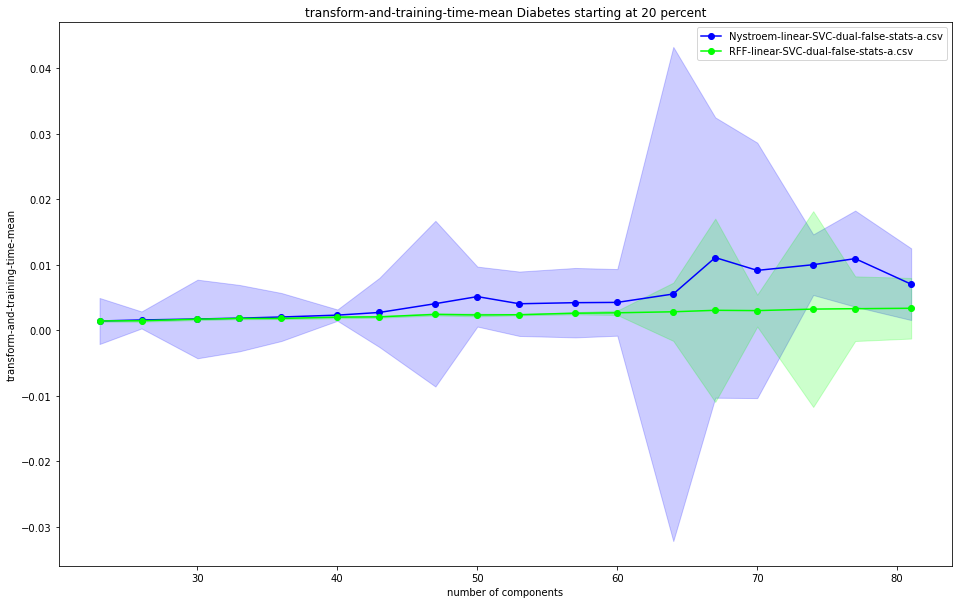 transform-and-training-time-mean Diabetes starting at 20 percent
Nystroem-linear-SVC-dual-false-stats-a.csv
RFF-linear-SVC-dual-false-stats-a.csv
transform-and-training-time-mean
0.04
0.03
0.02
0.01
0.00
−0.01
−0.02
−0.03
30 40 50 60 70 80
number of components